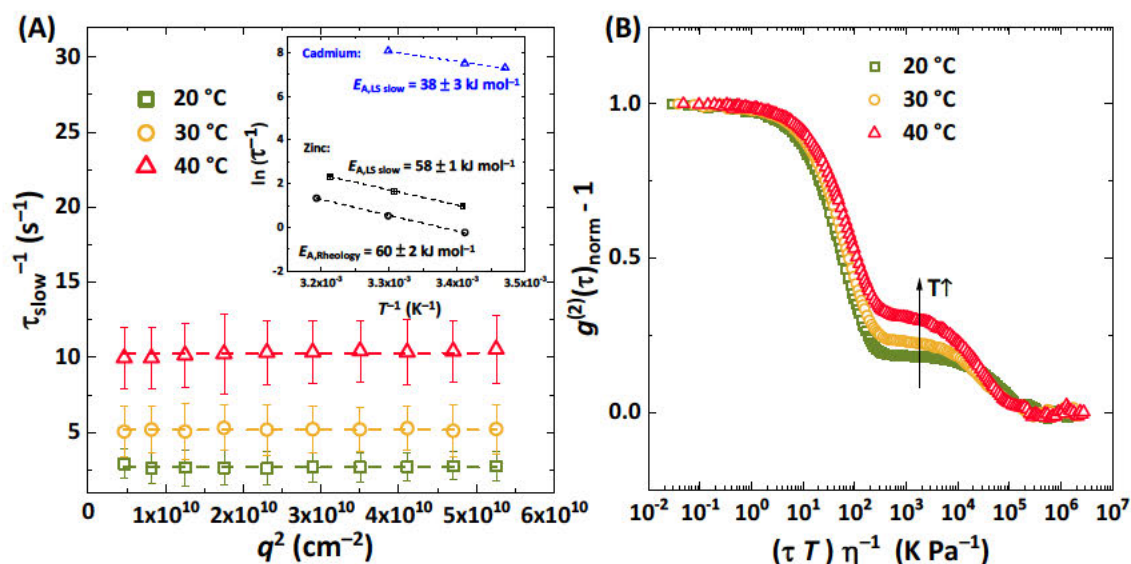 (A)
30
25
20
15
10
5
τslow⁻¹ (s⁻¹)
20 °C
30 °C
40 °C
8
6
4
2
0
-2
ln (τ⁻¹)
Cadmium:
EA,LS slow = 38 ± 3 kJ mol⁻¹
Zinc:
EA,LS slow = 58 ± 1 kJ mol⁻¹
EA,Rheology = 60 ± 2 kJ mol⁻¹
3.2x10⁻³ 3.3x10⁻³ 3.4x10⁻³ 3.5x10⁻³
T⁻¹ (K⁻¹)
0 1x10¹⁰ 2x10¹⁰ 3x10¹⁰ 4x10¹⁰ 5x10¹⁰ 6x10¹⁰
q² (cm⁻²)
(B)
1.0
0.5
0.0
g⁽²⁾(τ)norm - 1
20 °C
30 °C
40 °C
T↑
10⁻² 10⁻¹ 10⁰ 10¹ 10² 10³ 10⁴ 10⁵ 10⁶ 10⁷
(τ T) η⁻¹ (K Pa⁻¹)